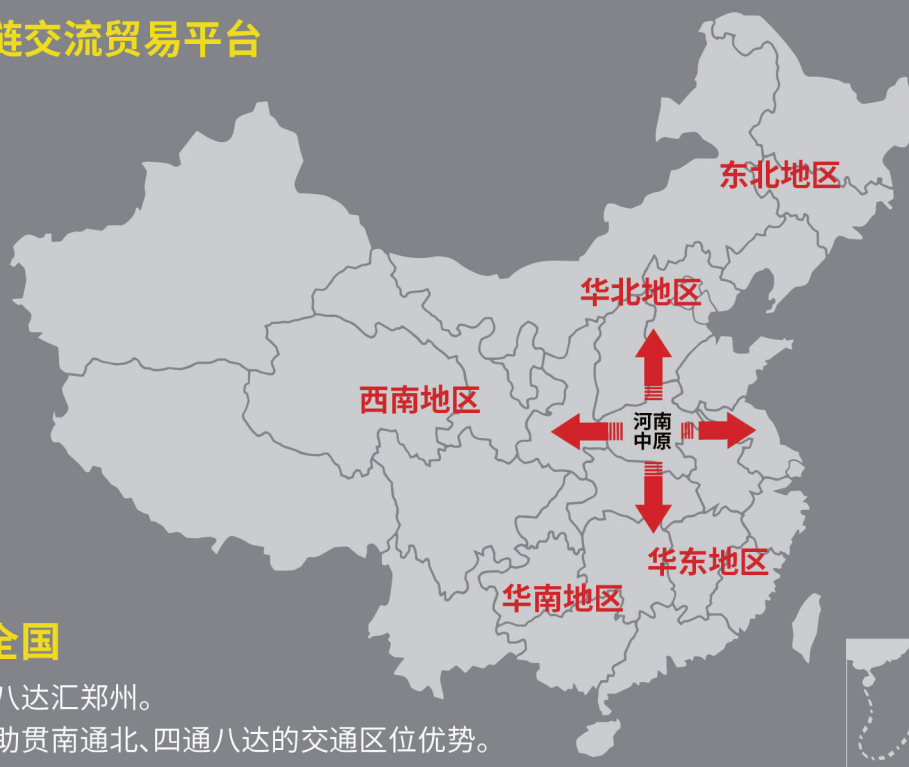 链交流贸易平台
东北地区
华北地区
西南地区
河南
中原
华东地区
华南地区
全国
八达汇郑州。
助贯南通北、四通八达的交通区位优势。